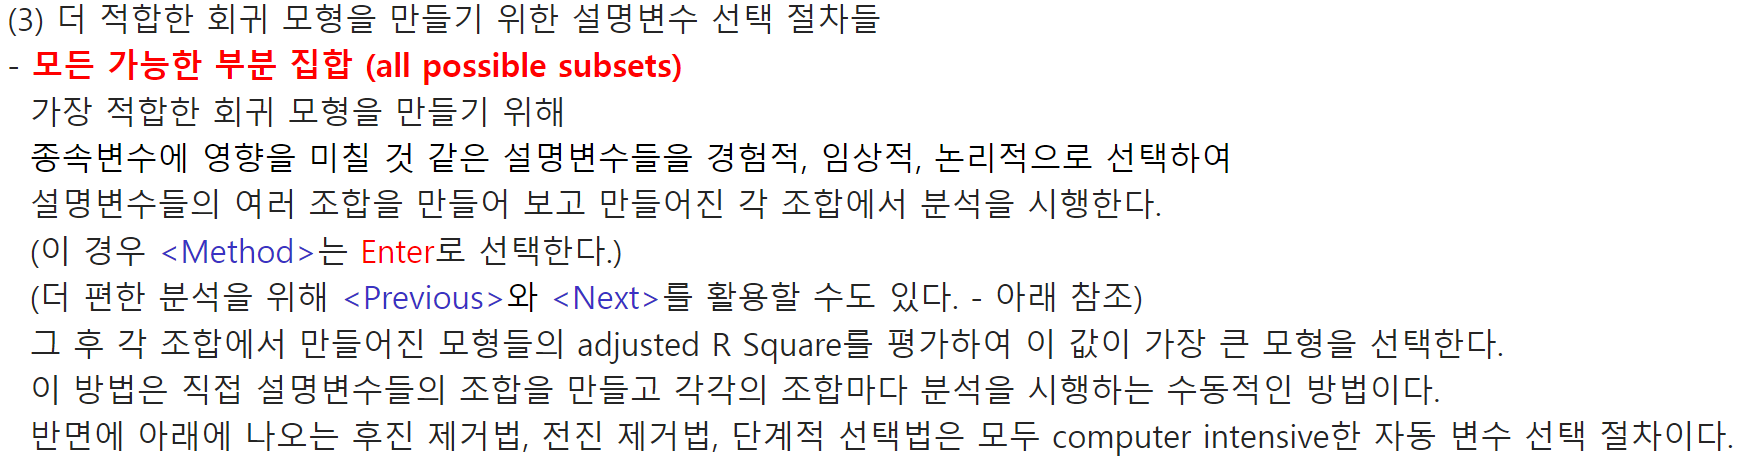 (3) 더 적합한 회귀 모형을 만들기 위한 설명변수 선택 절차들
- 모든 가능한 부분 집합 (all possible subsets)
가장 적합한 회귀 모형을 만들기 위해
종속변수에 영향을 미칠 것 같은 설명변수들을 경험적, 임상적, 논리적으로 선택하여
설명변수들의 여러 조합을 만들어 보고 만들어진 각 조합에서 분석을 시행한다.
(이 경우 <Method>는 Enter로 선택한다.)
(더 편한 분석을 위해 <Previous>와 <Next>를 활용할 수도 있다. - 아래 참조)
그 후 각 조합에서 만들어진 모형들의 adjusted R Square를 평가하여 이 값이 가장 큰 모형을 선택한다.
이 방법은 직접 설명변수들의 조합을 만들고 각각의 조합마다 분석을 시행하는 수동적인 방법이다.
반면에 아래에 나오는 후진 제거법, 전진 제거법, 단계적 선택법은 모두 computer intensive한 자동 변수 선택 절차이다.